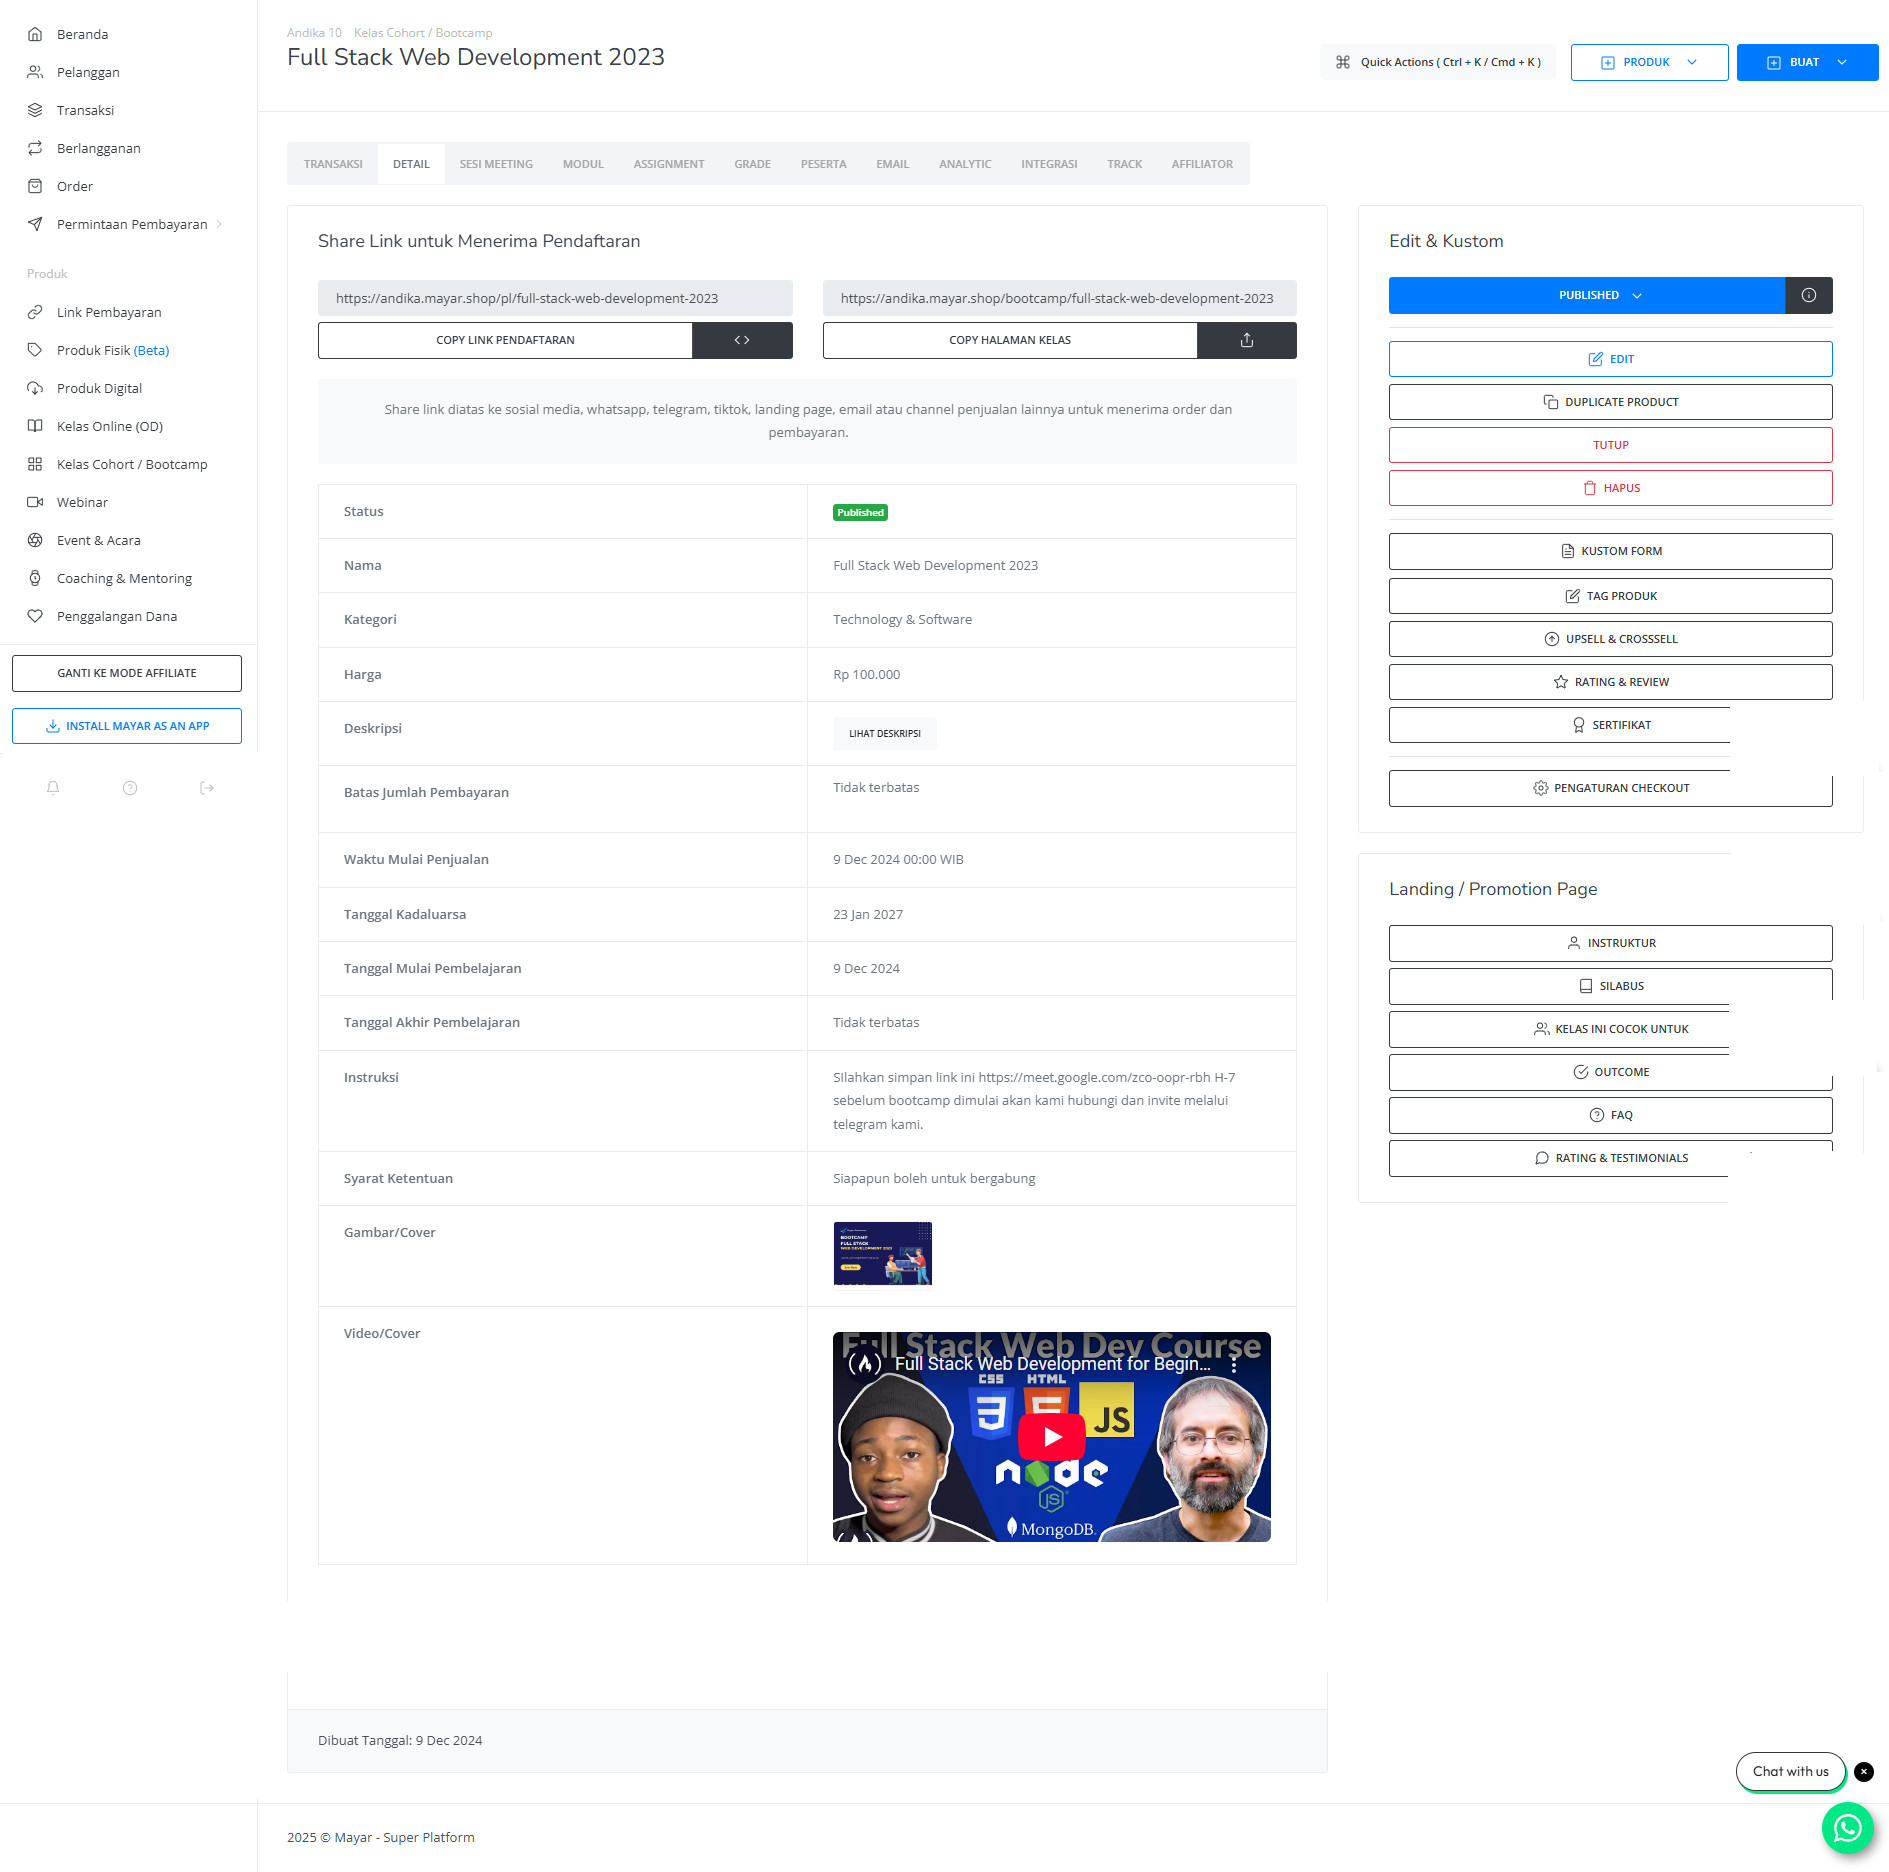 Beranda
Pelanggan
Transaksi
Berlangganan
Order
Permintaan Pembayaran
Produk
Link Pembayaran
Produk Fisik (Beta)
Produk Digital
Kelas Online (OD)
Kelas Cohort / Bootcamp
Webinar
Event & Acara
Coaching & Mentoring
Penggalangan Dana
GANTI KE MODE AFFILIATE
INSTALL MAYAR AS AN APP
Andika 10 Kelas Cohort / Bootcamp
Full Stack Web Development 2023
Quick Actions ( Ctrl + K / Cmd + K )
PRODUK
BUAT
TRANSAKSI DETAIL SESI MEETING MODUL ASSIGNMENT GRADE PESERTA EMAIL ANALYTIC INTEGRASI TRACK AFFILIATOR
Share Link untuk Menerima Pendaftaran
https://andika.mayar.shop/pl/full-stack-web-development-2023
COPY LINK PENDAFTARAN
https://andika.mayar.shop/bootcamp/full-stack-web-development-2023
COPY HALAMAN KELAS
Share link diatas ke sosial media, whatsapp, telegram, tiktok, landing page, email atau channel penjualan lainnya untuk menerima order dan
pembayaran.
Status Published
Nama Full Stack Web Development 2023
Kategori Technology & Software
Harga Rp 100.000
Deskripsi LIHAT DESKRIPSI
Batas Jumlah Pembayaran Tidak terbatas
Waktu Mulai Penjualan 9 Dec 2024 00:00 WIB
Tanggal Kadaluarsa 23 Jan 2027
Tanggal Mulai Pembelajaran 9 Dec 2024
Tanggal Akhir Pembelajaran Tidak terbatas
Instruksi SIlahkan simpan link ini https://meet.google.com/zco-oopr-rbh H-7
sebelum bootcamp dimulai akan kami hubungi dan invite melalui
telegram kami.
Syarat Ketentuan Siapapun boleh untuk bergabung
Gambar/Cover
BOOTCAMP
FULL STACK
WEB DEVELOPMENT 2023
Video/Cover
Full Stack Web Dev Course
Full Stack Web Development for Begin...
CSS HTML
JS
node
JS
MongoDB
Dibuat Tanggal: 9 Dec 2024
Edit & Kustom
PUBLISHED
EDIT
DUPLICATE PRODUCT
TUTUP
HAPUS
KUSTOM FORM
TAG PRODUK
UPSELL & CROSSSELL
RATING & REVIEW
SERTIFIKAT
PENGATURAN CHECKOUT
Landing / Promotion Page
INSTRUKTUR
SILABUS
KELAS INI COCOK UNTUK
OUTCOME
FAQ
RATING & TESTIMONIALS
Chat with us
2025 © Mayar - Super Platform